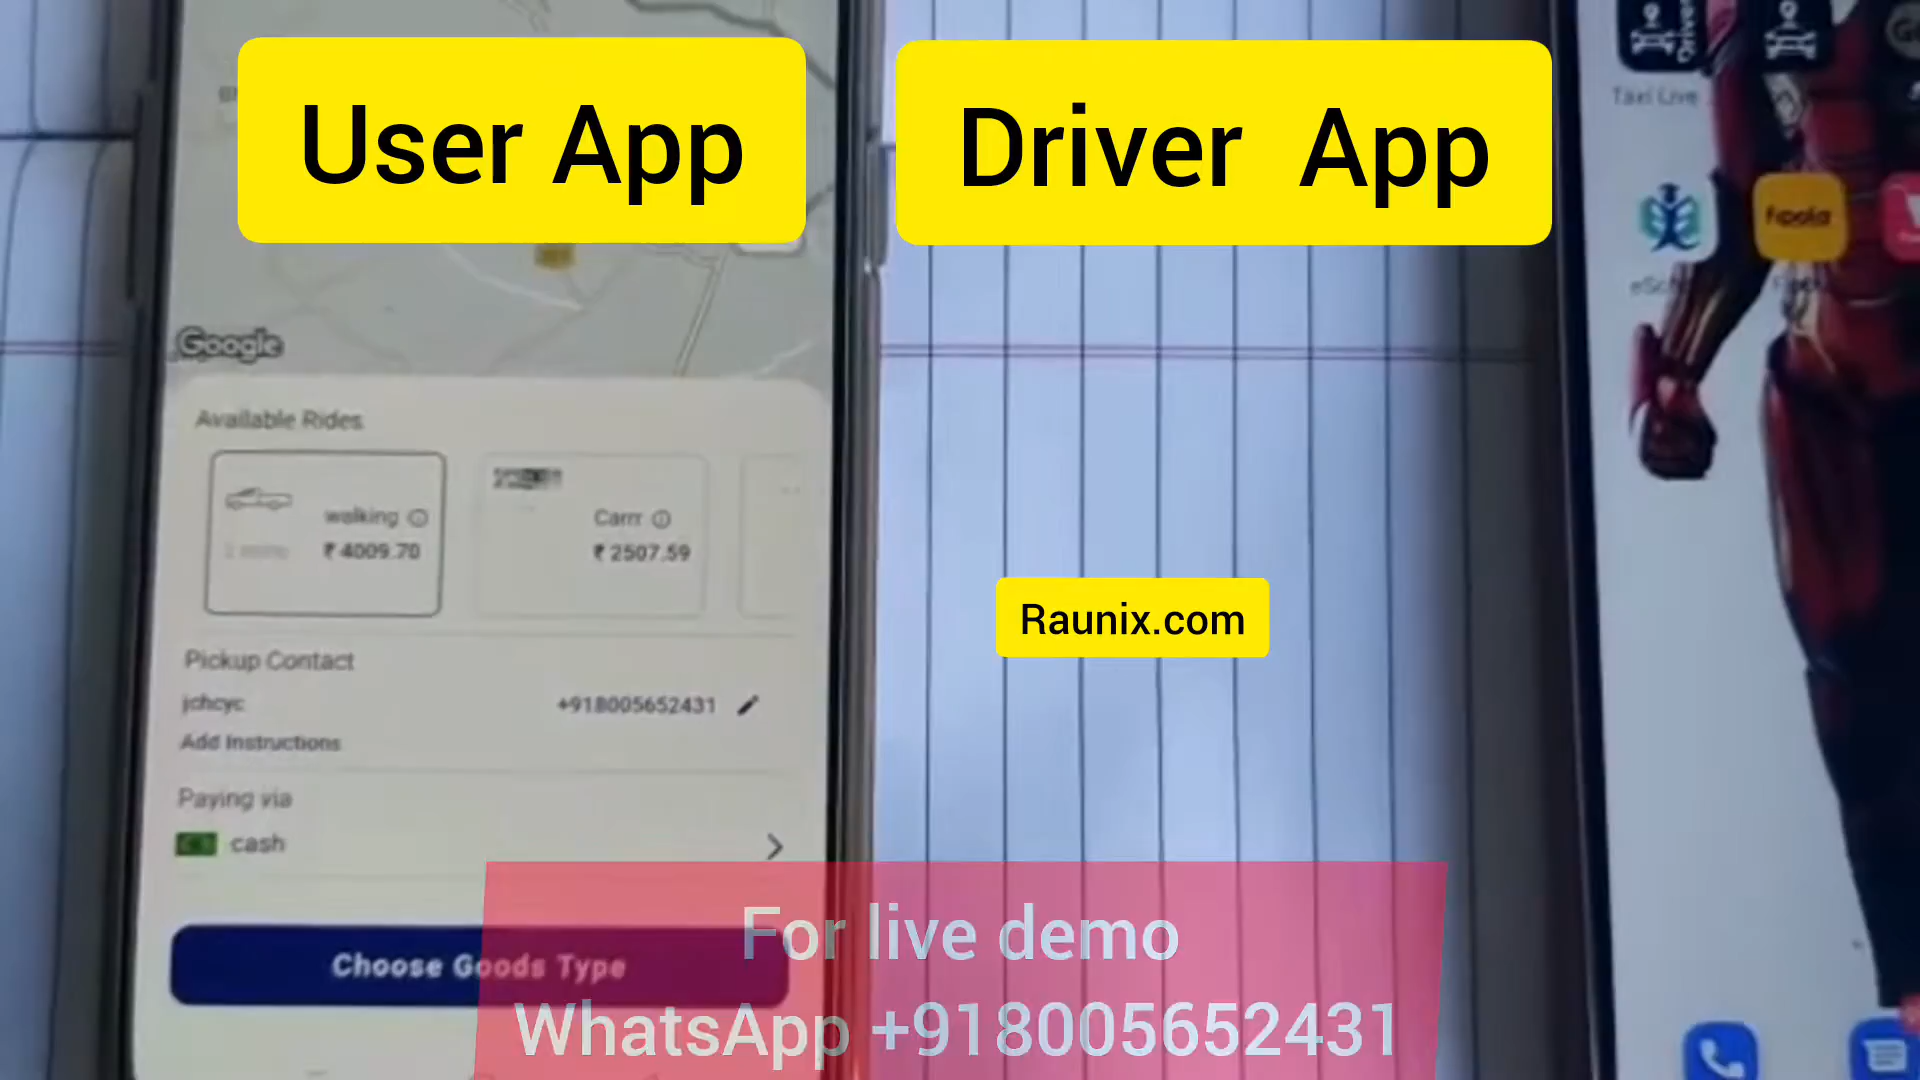 User App
Driver App
Google
Available Rides
walking
₹ 4009.70
Carrr
₹ 2507.59
Pickup Contact
jchcyc
+918005652431
Add Instructions
Paying via
cash
Choose Goods Type
Taxi Live
Raunix.com
For live demo
WhatsApp +918005652431